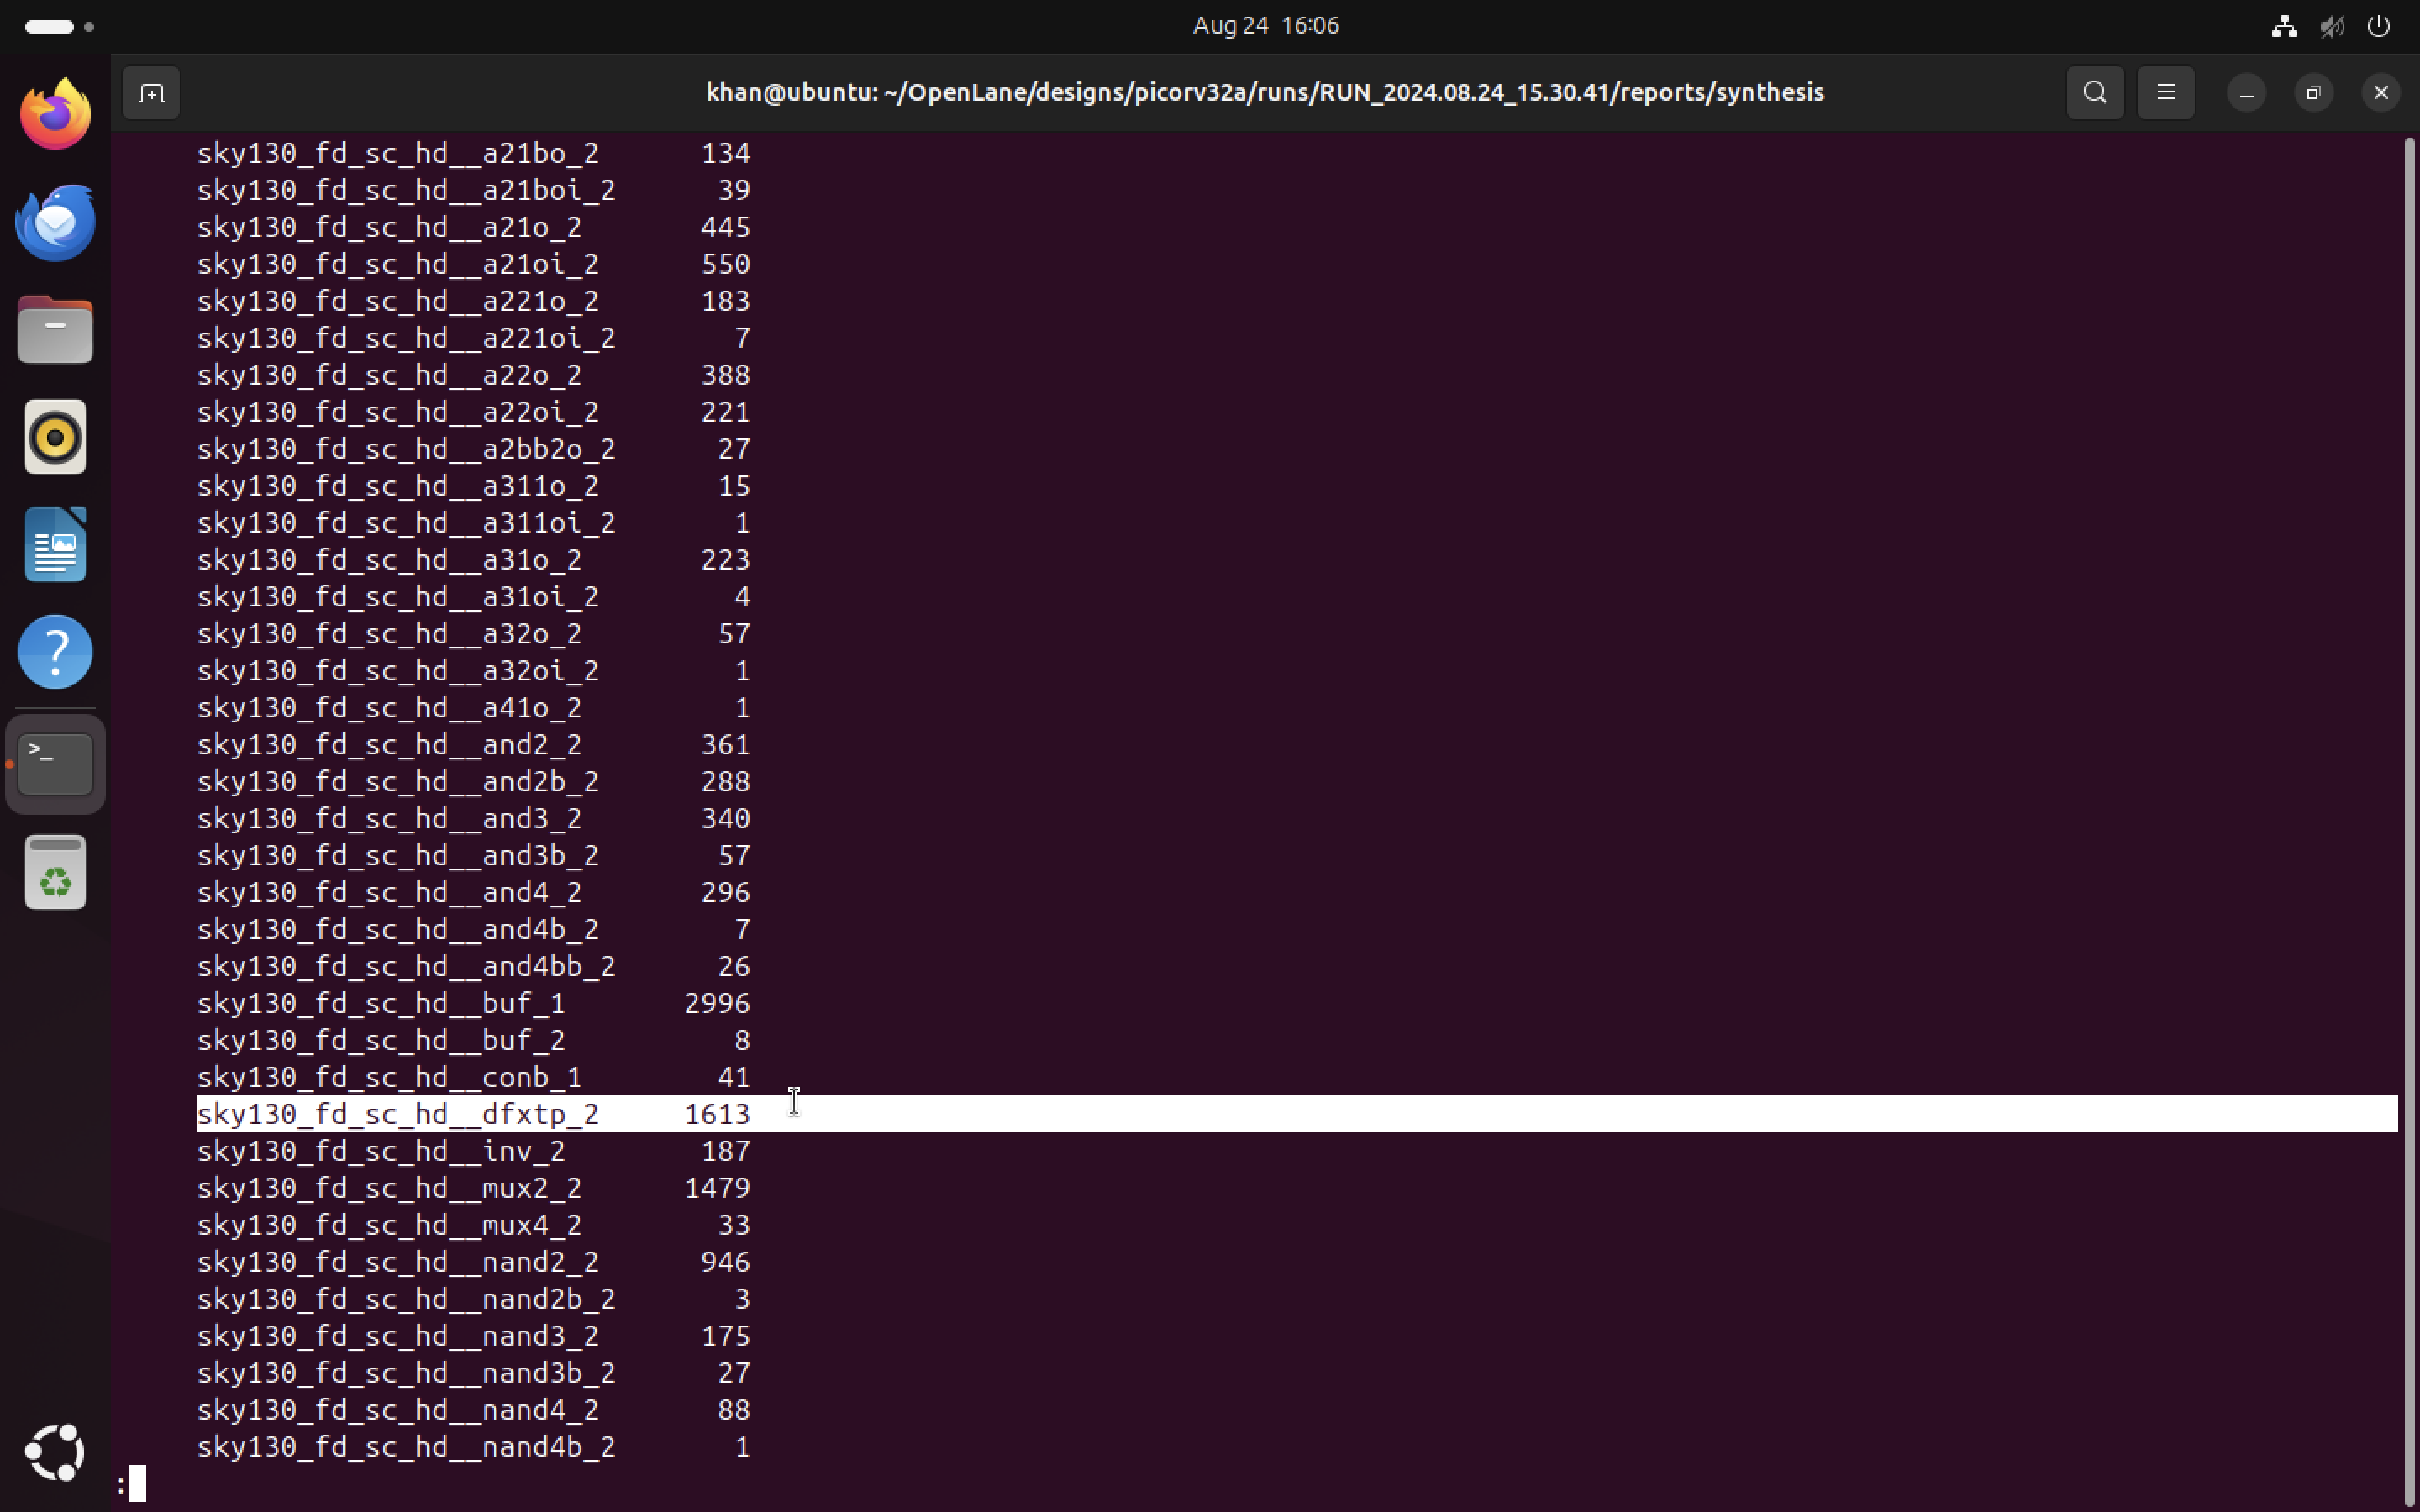 Aug 24 16:06
khan@ubuntu: ~/OpenLane/designs/picorv32a/runs/RUN_2024.08.24_15.30.41/reports/synthesis
sky130_fd_sc_hd__a21bo_2 134
sky130_fd_sc_hd__a21boi_2 39
sky130_fd_sc_hd__a21o_2 445
sky130_fd_sc_hd__a21oi_2 550
sky130_fd_sc_hd__a221o_2 183
sky130_fd_sc_hd__a221oi_2 7
sky130_fd_sc_hd__a22o_2 388
sky130_fd_sc_hd__a22oi_2 221
sky130_fd_sc_hd__a2bb2o_2 27
sky130_fd_sc_hd__a311o_2 15
sky130_fd_sc_hd__a311oi_2 1
sky130_fd_sc_hd__a31o_2 223
sky130_fd_sc_hd__a31oi_2 4
sky130_fd_sc_hd__a32o_2 57
sky130_fd_sc_hd__a32oi_2 1
sky130_fd_sc_hd__a41o_2 1
sky130_fd_sc_hd__and2_2 361
sky130_fd_sc_hd__and2b_2 288
sky130_fd_sc_hd__and3_2 340
sky130_fd_sc_hd__and3b_2 57
sky130_fd_sc_hd__and4_2 296
sky130_fd_sc_hd__and4b_2 7
sky130_fd_sc_hd__and4bb_2 26
sky130_fd_sc_hd__buf_1 2996
sky130_fd_sc_hd__buf_2 8
sky130_fd_sc_hd__conb_1 41
sky130_fd_sc_hd__dfxtp_2 1613
sky130_fd_sc_hd__inv_2 187
sky130_fd_sc_hd__mux2_2 1479
sky130_fd_sc_hd__mux4_2 33
sky130_fd_sc_hd__nand2_2 946
sky130_fd_sc_hd__nand2b_2 3
sky130_fd_sc_hd__nand3_2 175
sky130_fd_sc_hd__nand3b_2 27
sky130_fd_sc_hd__nand4_2 88
sky130_fd_sc_hd__nand4b_2 1
: